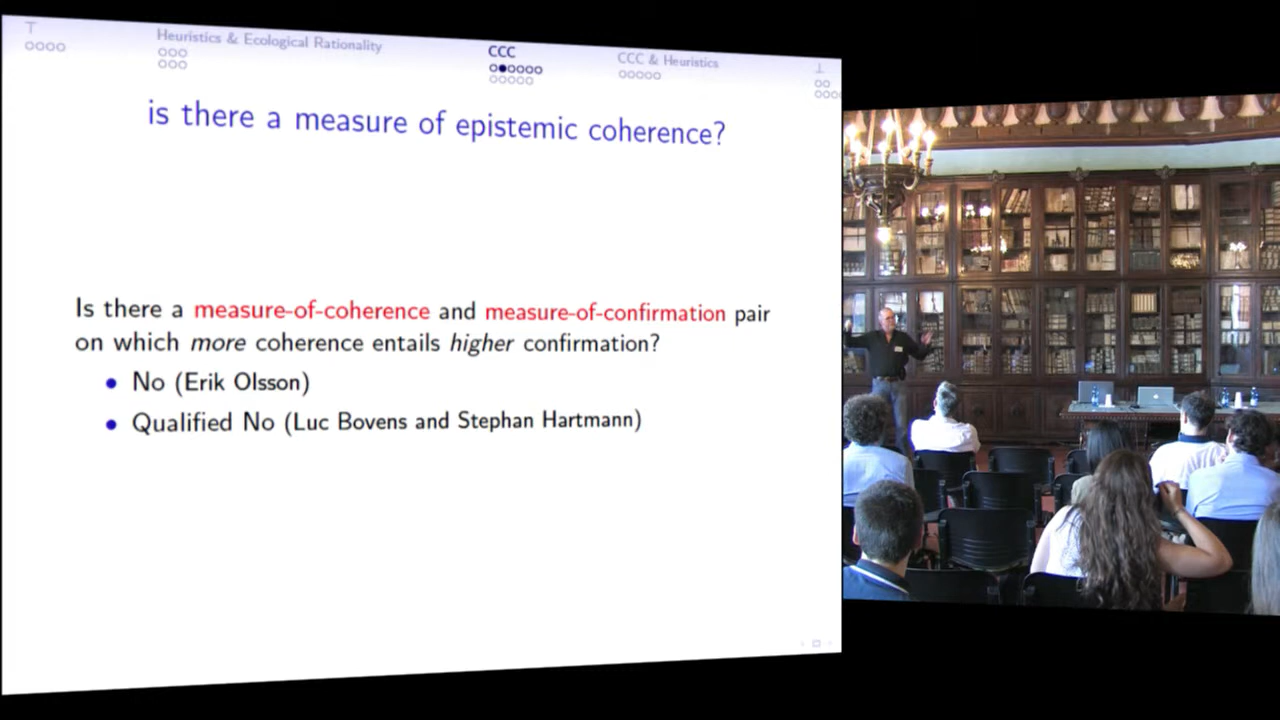 ⊤
Heuristics & Ecological Rationality
CCC
CCC & Heuristics
⊥
is there a measure of epistemic coherence?
Is there a measure-of-coherence and measure-of-confirmation pair
on which more coherence entails higher confirmation?
• No (Erik Olsson)
• Qualified No (Luc Bovens and Stephan Hartmann)